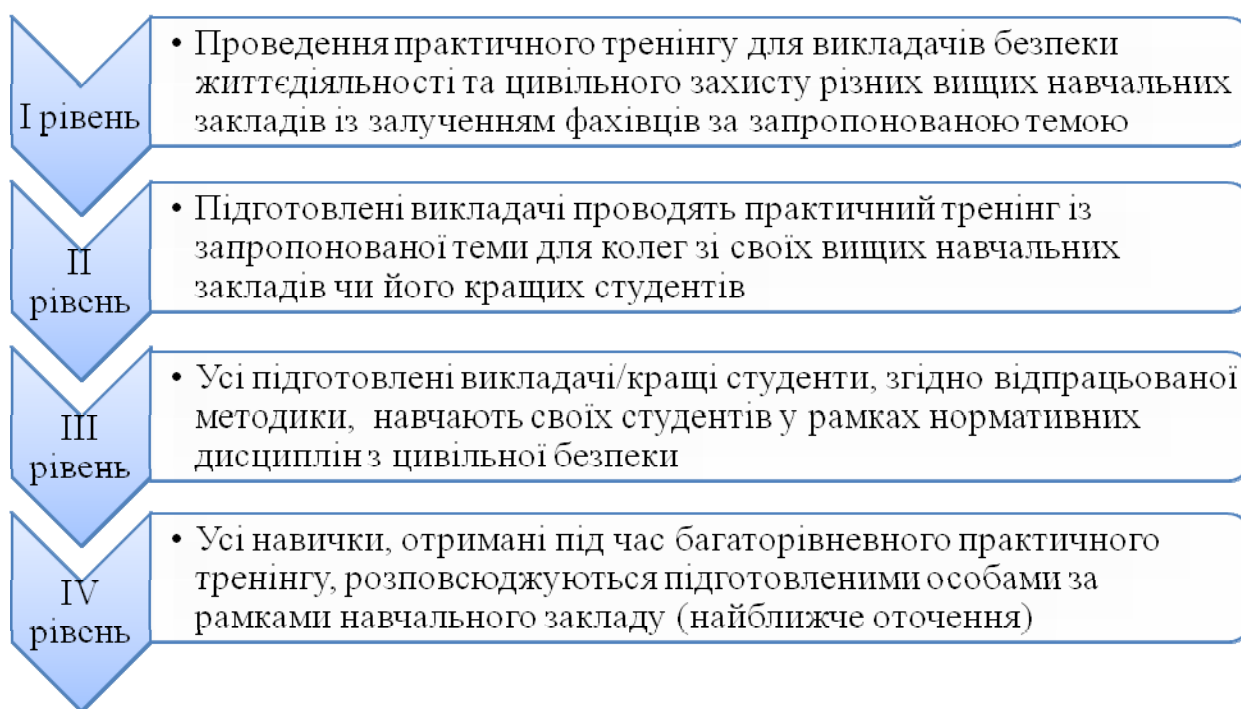 І рівень
• Проведення практичного тренінгу для викладачів безпеки
життєдіяльності та цивільного захисту різних вищих навчальних
закладів із залученням фахівців за запропонованою темою
ІІ
рівень
• Підготовлені викладачі проводять практичний тренінг із
запропонованої теми для колег зі своїх вищих навчальних
закладів чи його кращих студентів
ІІІ
рівень
• Усі підготовлені викладачі/кращі студенти, згідно відпрацьованої
методики, навчають своїх студентів у рамках нормативних
дисциплін з цивільної безпеки
IV
рівень
• Усі навички, отримані під час багаторівневного практичного
тренінгу, розповсюджуються підготовленими особами за
рамками навчального закладу (найближче оточення)